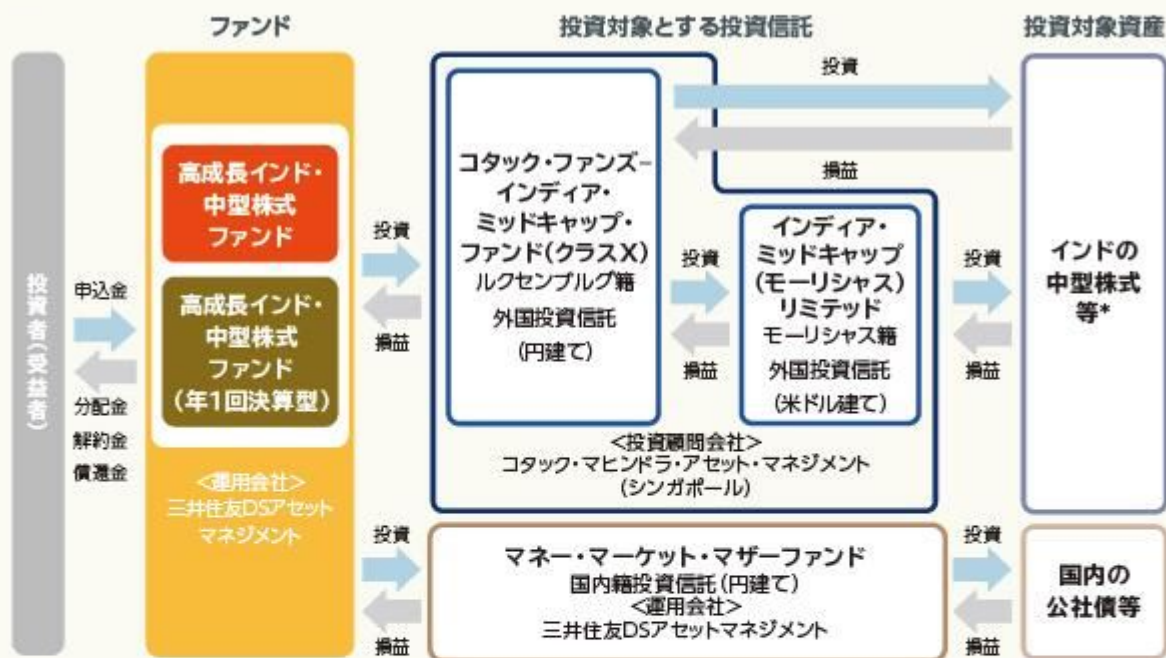 ファンド
投資対象とする投資信託
投資対象資産
投資者(受益者)
申込金
分配金
解約金
償還金
高成長インド・
中型株式
ファンド
高成長インド・
中型株式
ファンド
(年1回決算型)
<運用会社>
三井住友DSアセット
マネジメント
投資
損益
コタック・ファンズ－
インディア・
ミッドキャップ・
ファンド(クラスX)
ルクセンブルグ籍
外国投資信託
(円建て)
投資
損益
投資
損益
インディア・
ミッドキャップ
(モーリシャス)
リミテッド
モーリシャス籍
外国投資信託
(米ドル建て)
<投資顧問会社>
コタック・マヒンドラ・アセット・マネジメント
(シンガポール)
投資
損益
インドの
中型株式
等*
投資
損益
マネー・マーケット・マザーファンド
国内籍投資信託(円建て)
<運用会社>
三井住友DSアセットマネジメント
投資
損益
国内の
公社債等